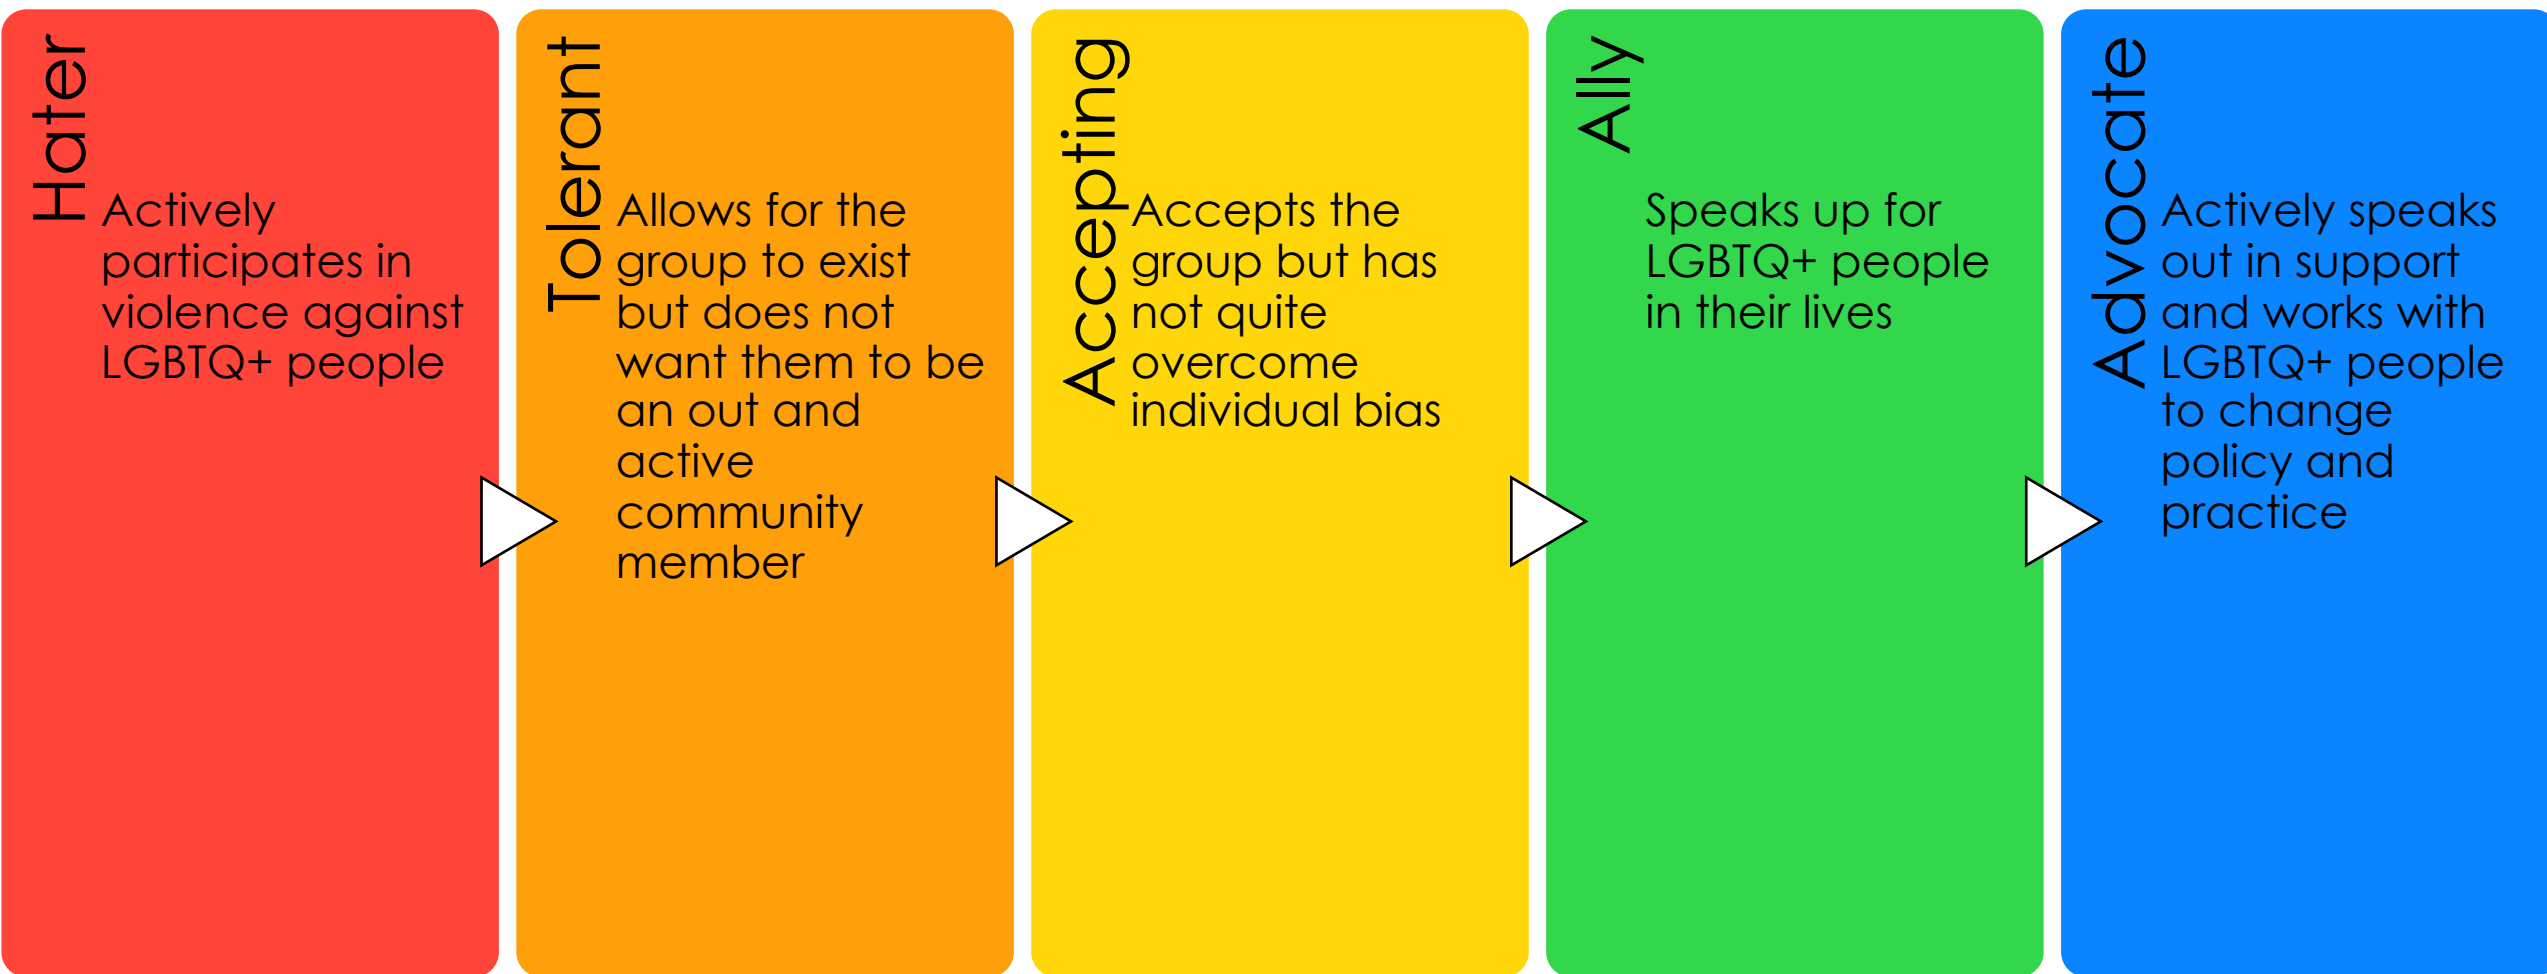 Hater
Actively
participates in
violence against
LGBTQ+ people
Tolerant
Allows for the
group to exist
but does not
want them to be
an out and
active
community
member
Accepting
Accepts the
group but has
not quite
overcome
individual bias
Ally
Speaks up for
LGBTQ+ people
in their lives
Advocate
Actively speaks
out in support
and works with
LGBTQ+ people
to change
policy and
practice